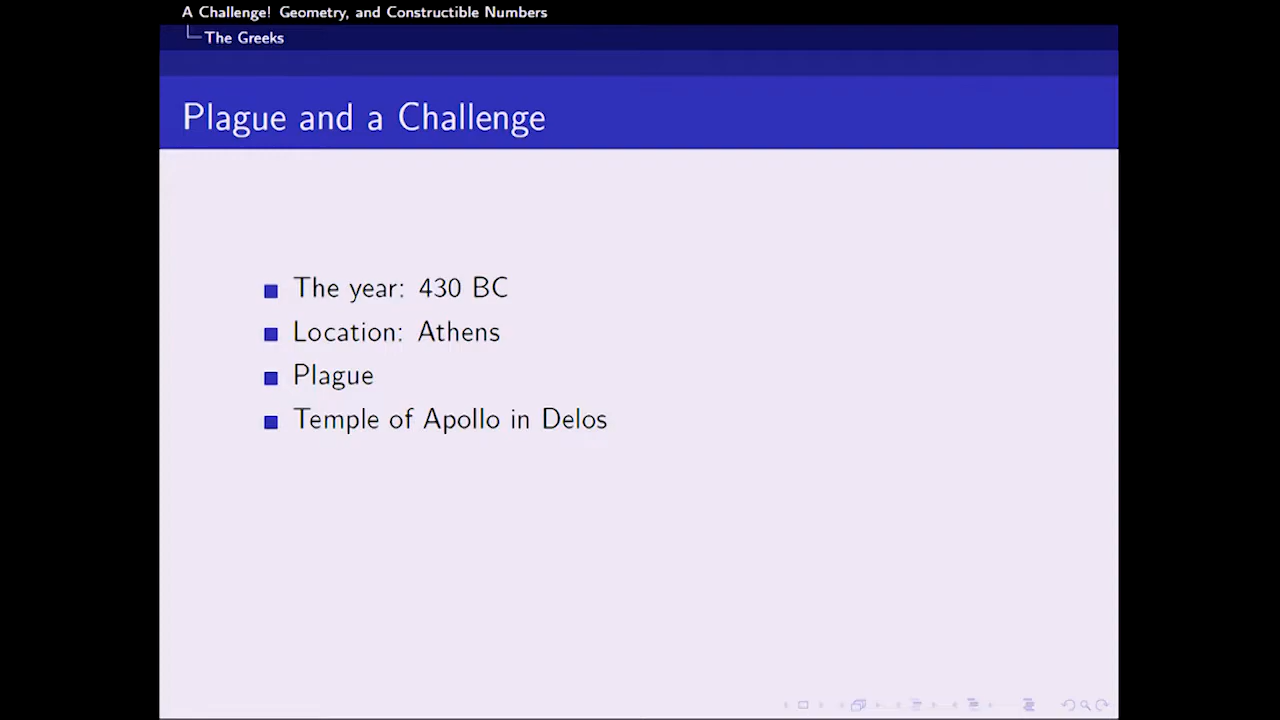 A Challenge! Geometry, and Constructible Numbers
The Greeks
Plague and a Challenge
The year: 430 BC
Location: Athens
Plague
Temple of Apollo in Delos